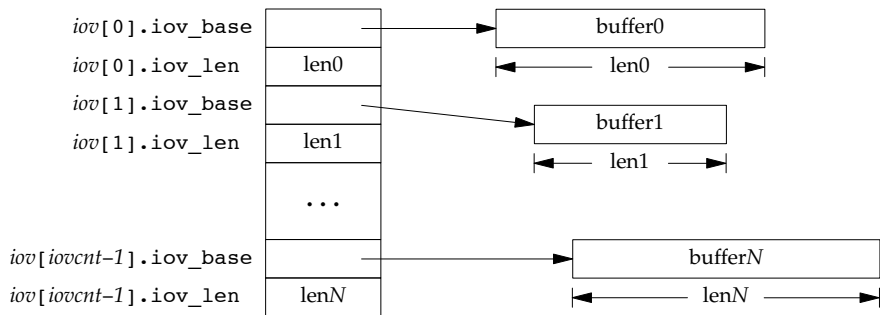 iov[0].iov_base buffer0
iov[0].iov_len len0 len0
iov[1].iov_base buffer1
iov[1].iov_len len1 len1
...
iov[iovcnt–1].iov_base bufferN
iov[iovcnt–1].iov_len lenN lenN